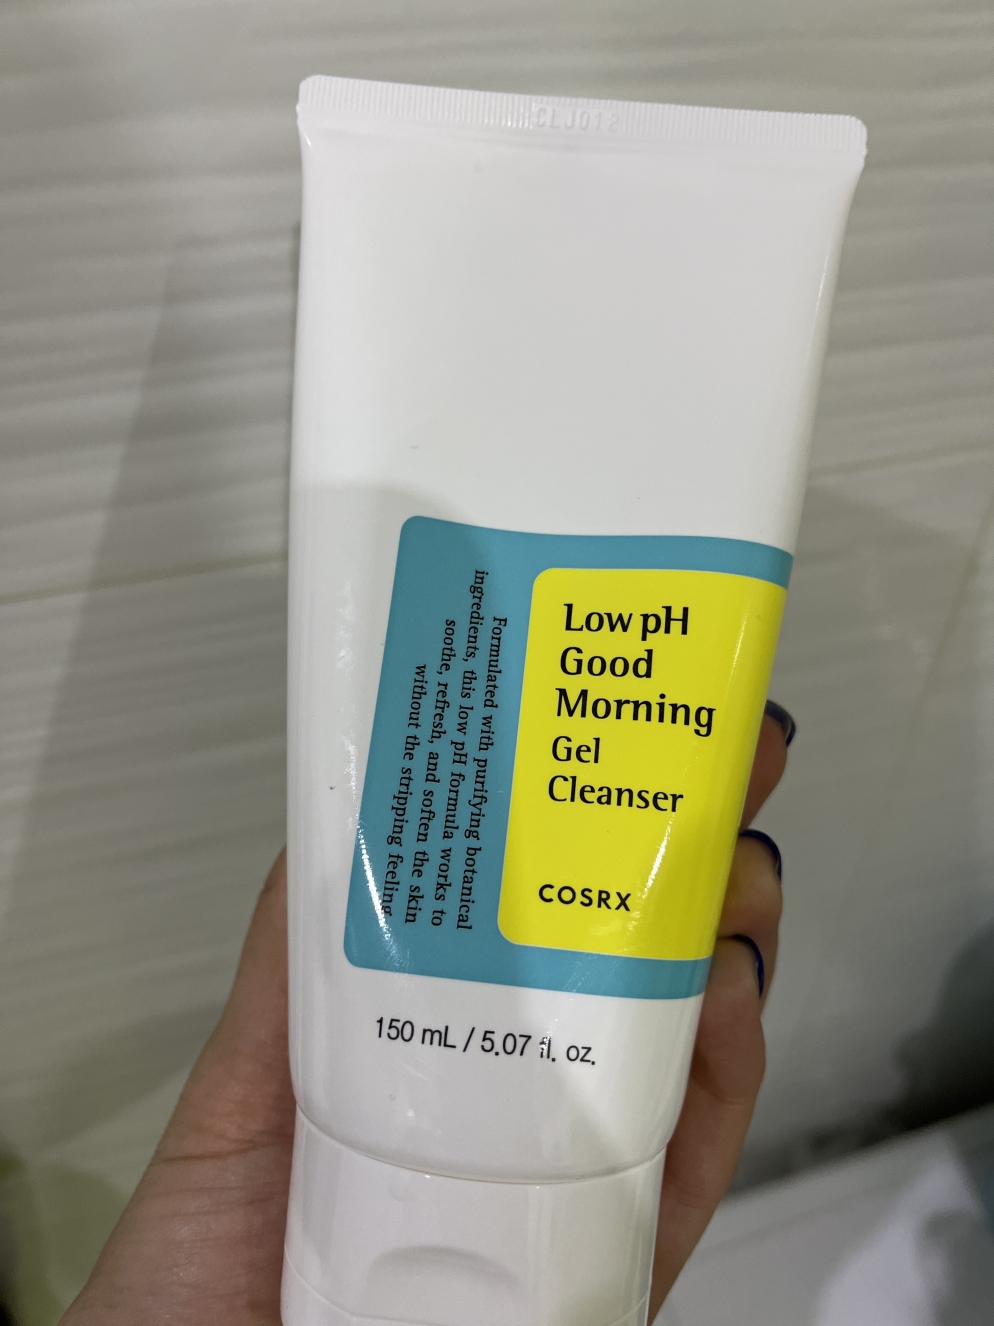 CLJ012
Low pH
Good
Morning
Gel
Cleanser
COSRX
Formulated with purifying botanical
ingredients, this low pH formula works to
soothe, refresh, and soften the skin
without the stripping feeling.
150 mL / 5.07 fl. oz.